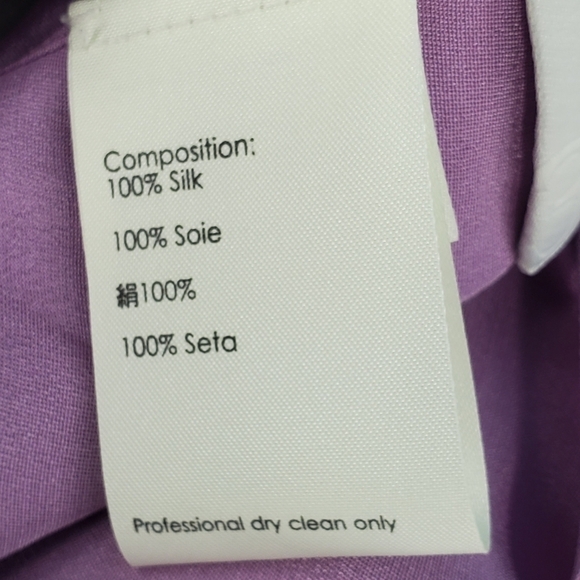 Composition:
100% Silk
100% Soie
絹100%
100% Seta
Professional dry clean only